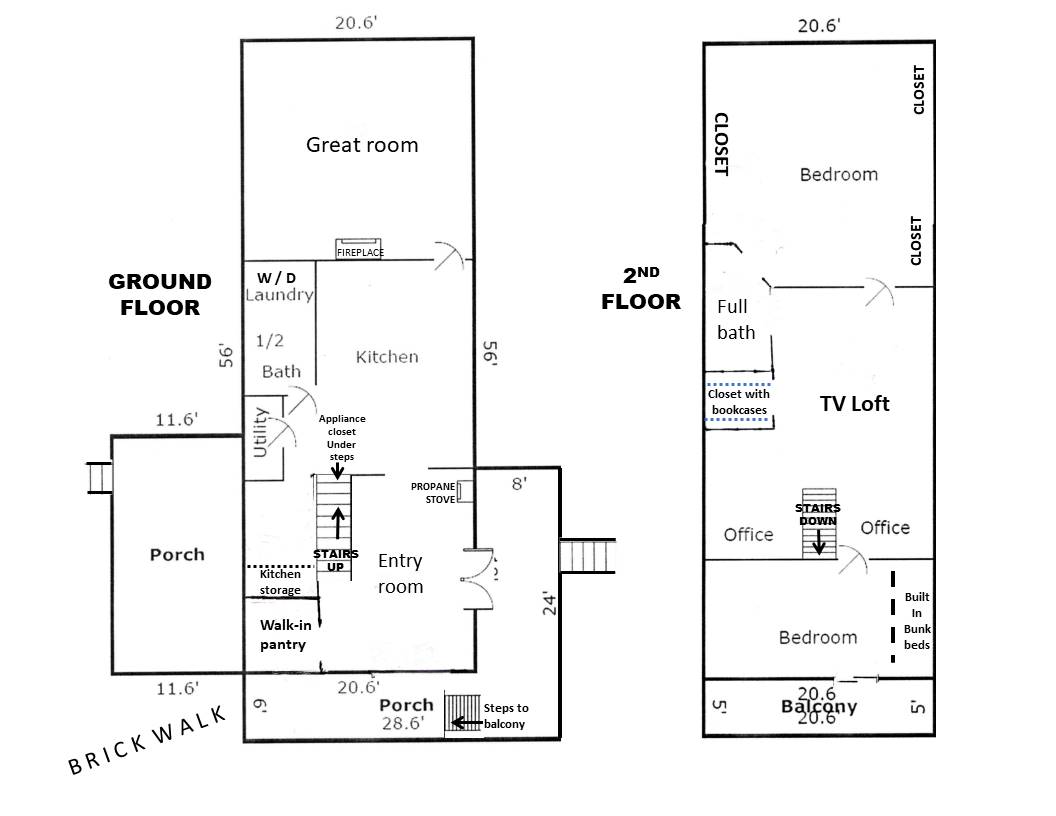 20.6'
Great room
FIREPLACE
GROUND
FLOOR
W / D
Laundry
1/2
Bath
Kitchen
56'
56'
Utility
Appliance
closet
Under
steps
11.6'
Porch
PROPANE
STOVE
8'
STAIRS
UP
Entry
room
Kitchen
storage
Walk-in
pantry
24'
11.6'
20.6'
6'
Porch
28.6'
Steps to
balcony
BRICK WALK
20.6'
CLOSET
CLOSET
Bedroom
CLOSET
2ND
FLOOR
Full
bath
Closet with
bookcases
TV Loft
STAIRS
DOWN
Office
Office
Bedroom
Built
In
Bunk
beds
20.6
5'
Balcony
5'
20.6'